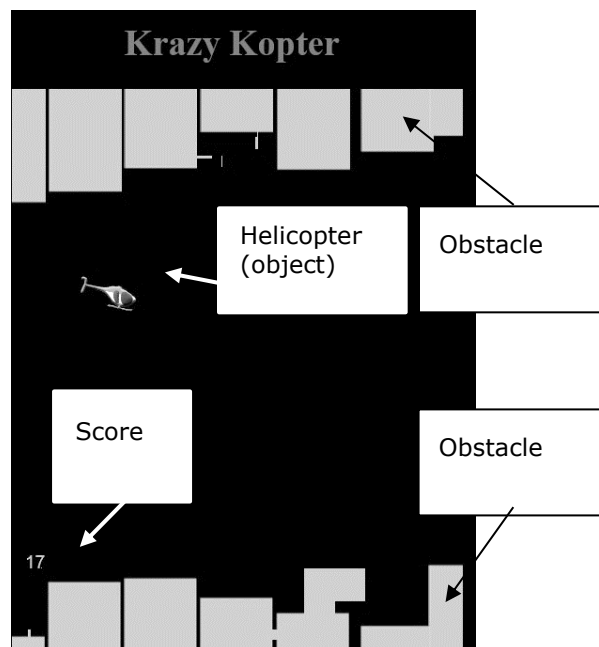 Krazy Kopter
Helicopter
(object)
Obstacle
Score
Obstacle
17